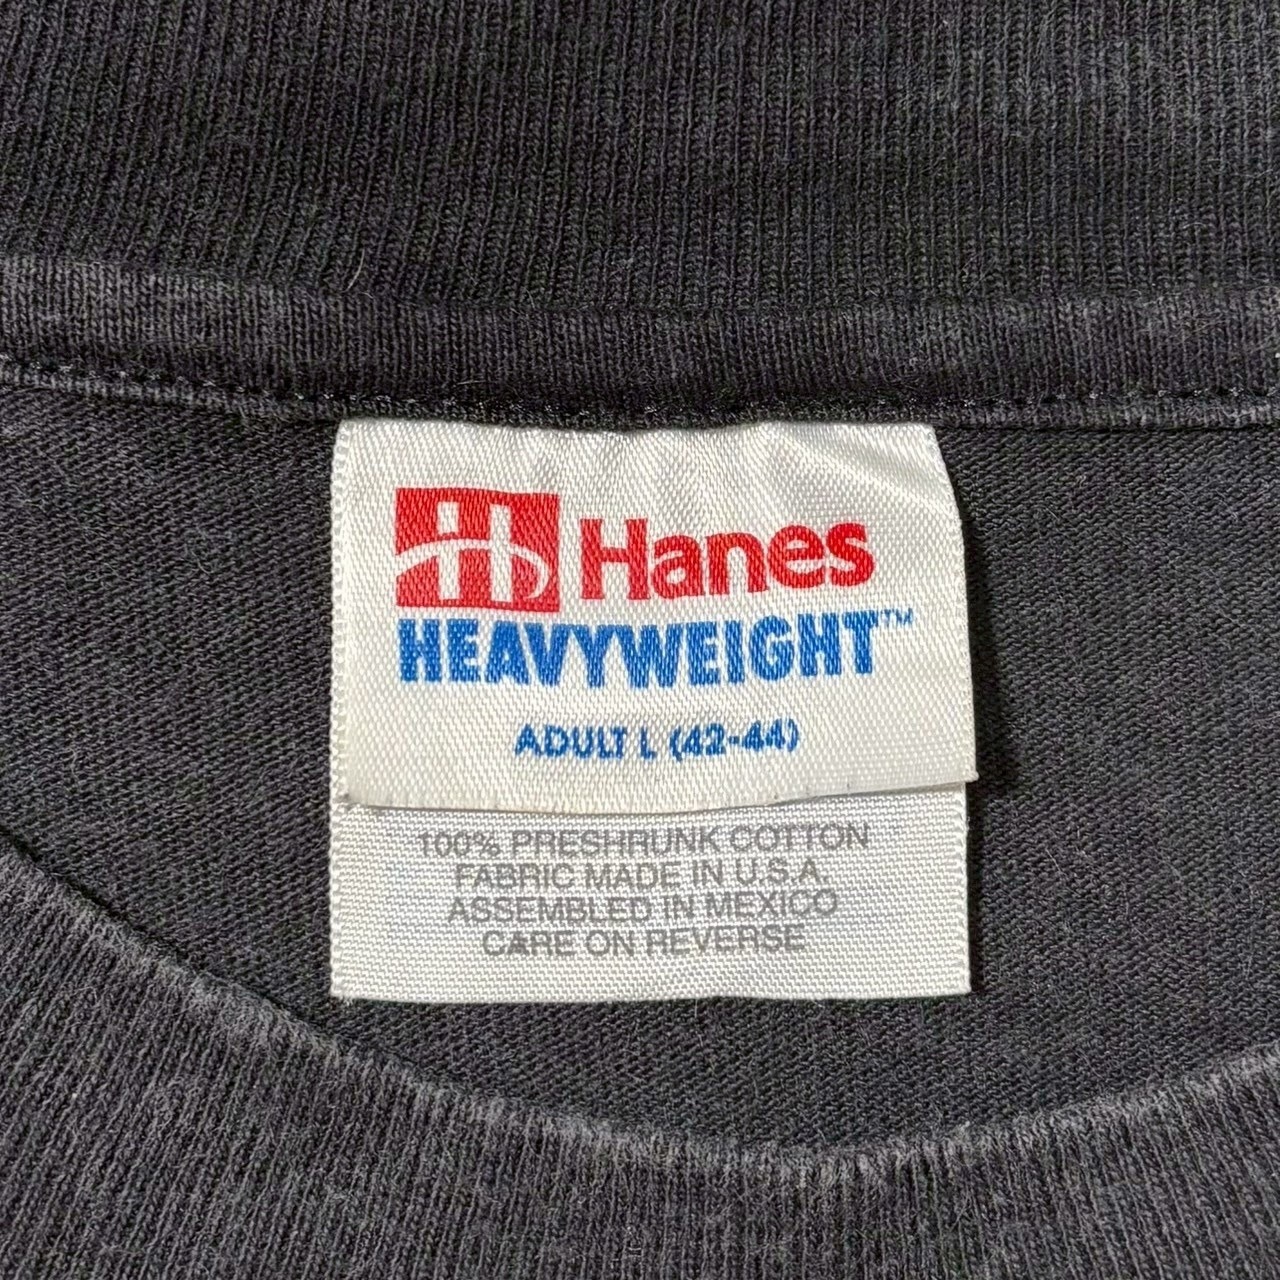 H Hanes
HEAVYWEIGHT™
ADULT L (42-44)
100% PRESHRUNK COTTON
FABRIC MADE IN U.S.A.
ASSEMBLED IN MEXICO
CARE ON REVERSE